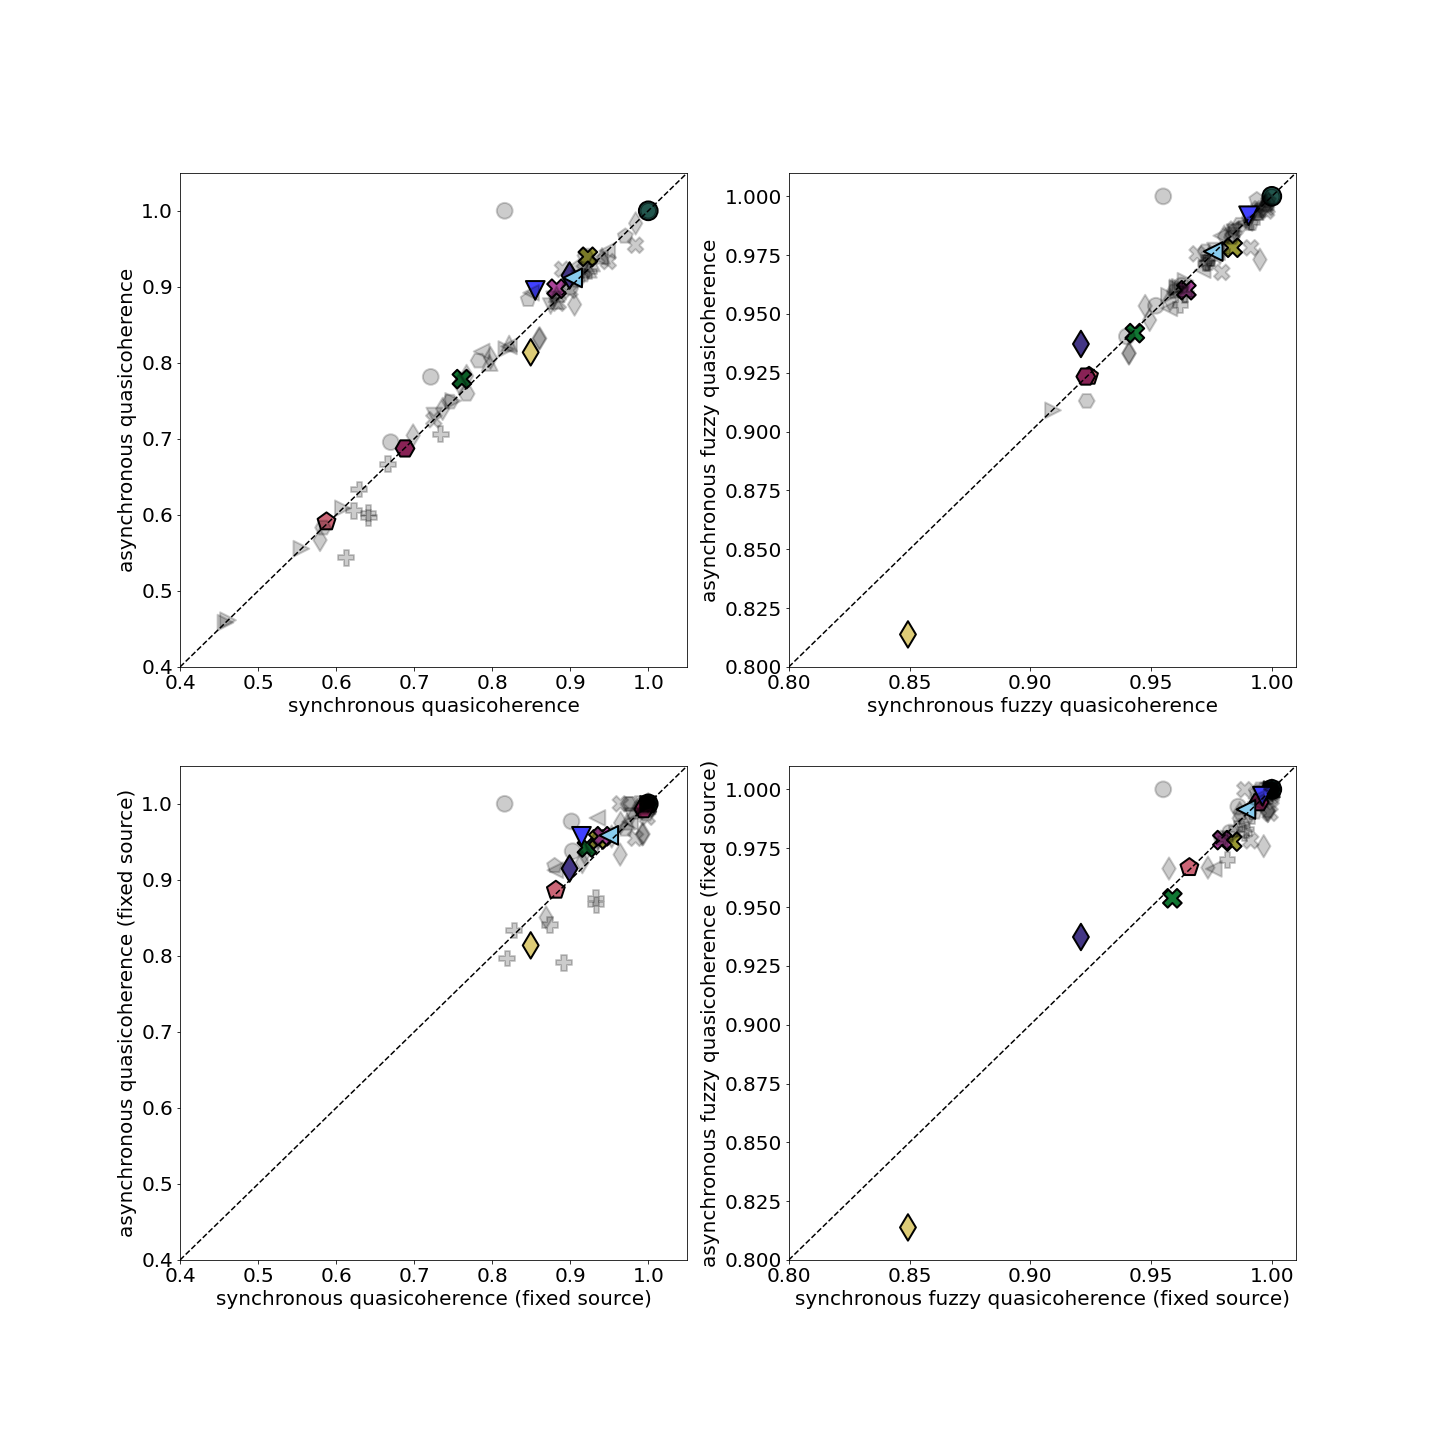 asynchronous quasicoherence
1.0
0.9
0.8
0.7
0.6
0.5
0.4
0.4 0.5 0.6 0.7 0.8 0.9 1.0
synchronous quasicoherence
asynchronous fuzzy quasicoherence
1.000
0.975
0.950
0.925
0.900
0.875
0.850
0.825
0.800
0.80 0.85 0.90 0.95 1.00
synchronous fuzzy quasicoherence
asynchronous quasicoherence (fixed source)
1.0
0.9
0.8
0.7
0.6
0.5
0.4
0.4 0.5 0.6 0.7 0.8 0.9 1.0
synchronous quasicoherence (fixed source)
asynchronous fuzzy quasicoherence (fixed source)
1.000
0.975
0.950
0.925
0.900
0.875
0.850
0.825
0.800
0.80 0.85 0.90 0.95 1.00
synchronous fuzzy quasicoherence (fixed source)